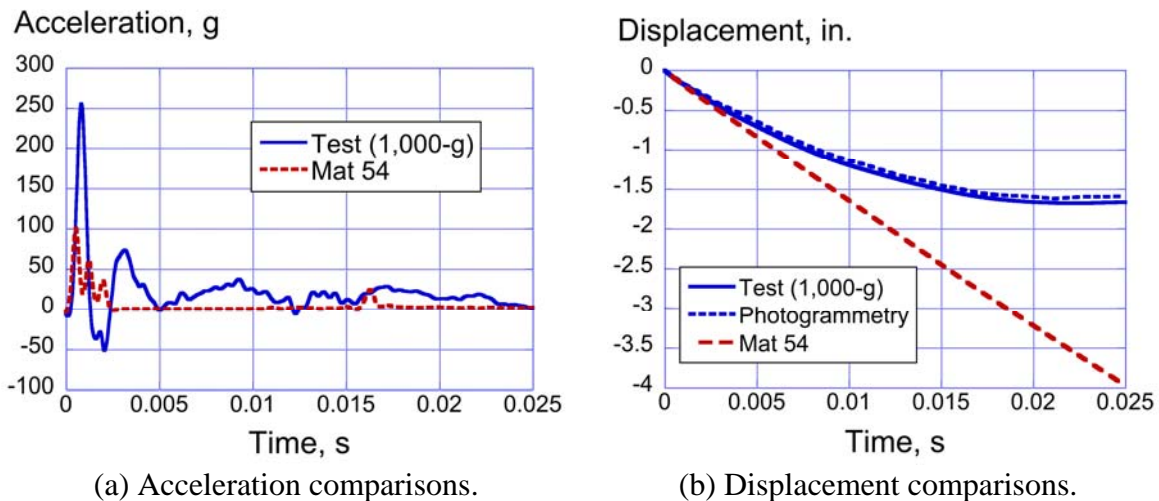 Acceleration, g
300
250
200
150
100
50
0
-50
-100
0 0.005 0.01 0.015 0.02 0.025
Time, s
Test (1,000-g)
Mat 54
(a) Acceleration comparisons.
Displacement, in.
0
-0.5
-1
-1.5
-2
-2.5
-3
-3.5
-4
0 0.005 0.01 0.015 0.02 0.025
Time, s
Test (1,000-g)
Photogrammetry
Mat 54
(b) Displacement comparisons.